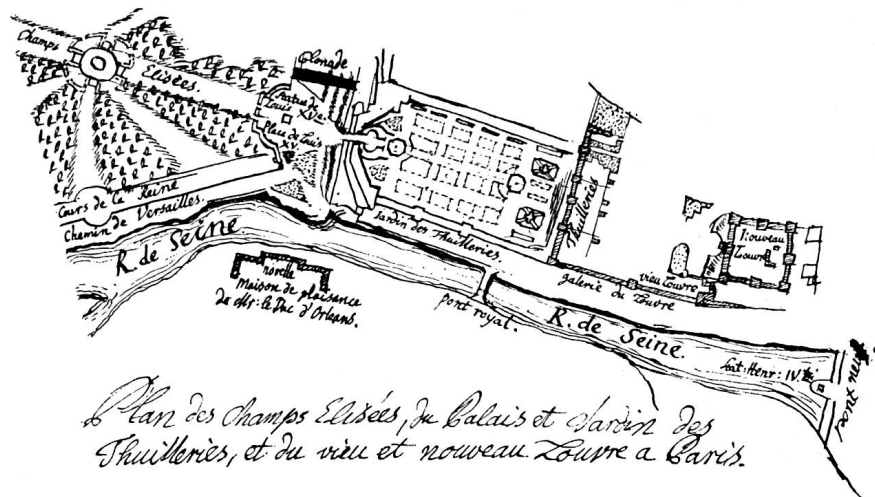 Champs
Elisées.
Colonade
Statue de
Louis XVe.
Place de Louis
XV
Cours de la Reine
Chemin de Versailles.
R. de Seine
Jardin des Thuilleries.
Thuilleries
Maison de plaisance
de Mr: le Duc d'Orleans.
pont royal.
galerie du Louvre
vieu Louvre
Nouveau
Louvre
R. de Seine.
Stat: Henr: IV.
pont neuf
Plan des Champs Elisées, du Palais et Jardin des
Thuilleries, et du vieu et nouveau Louvre a Paris.